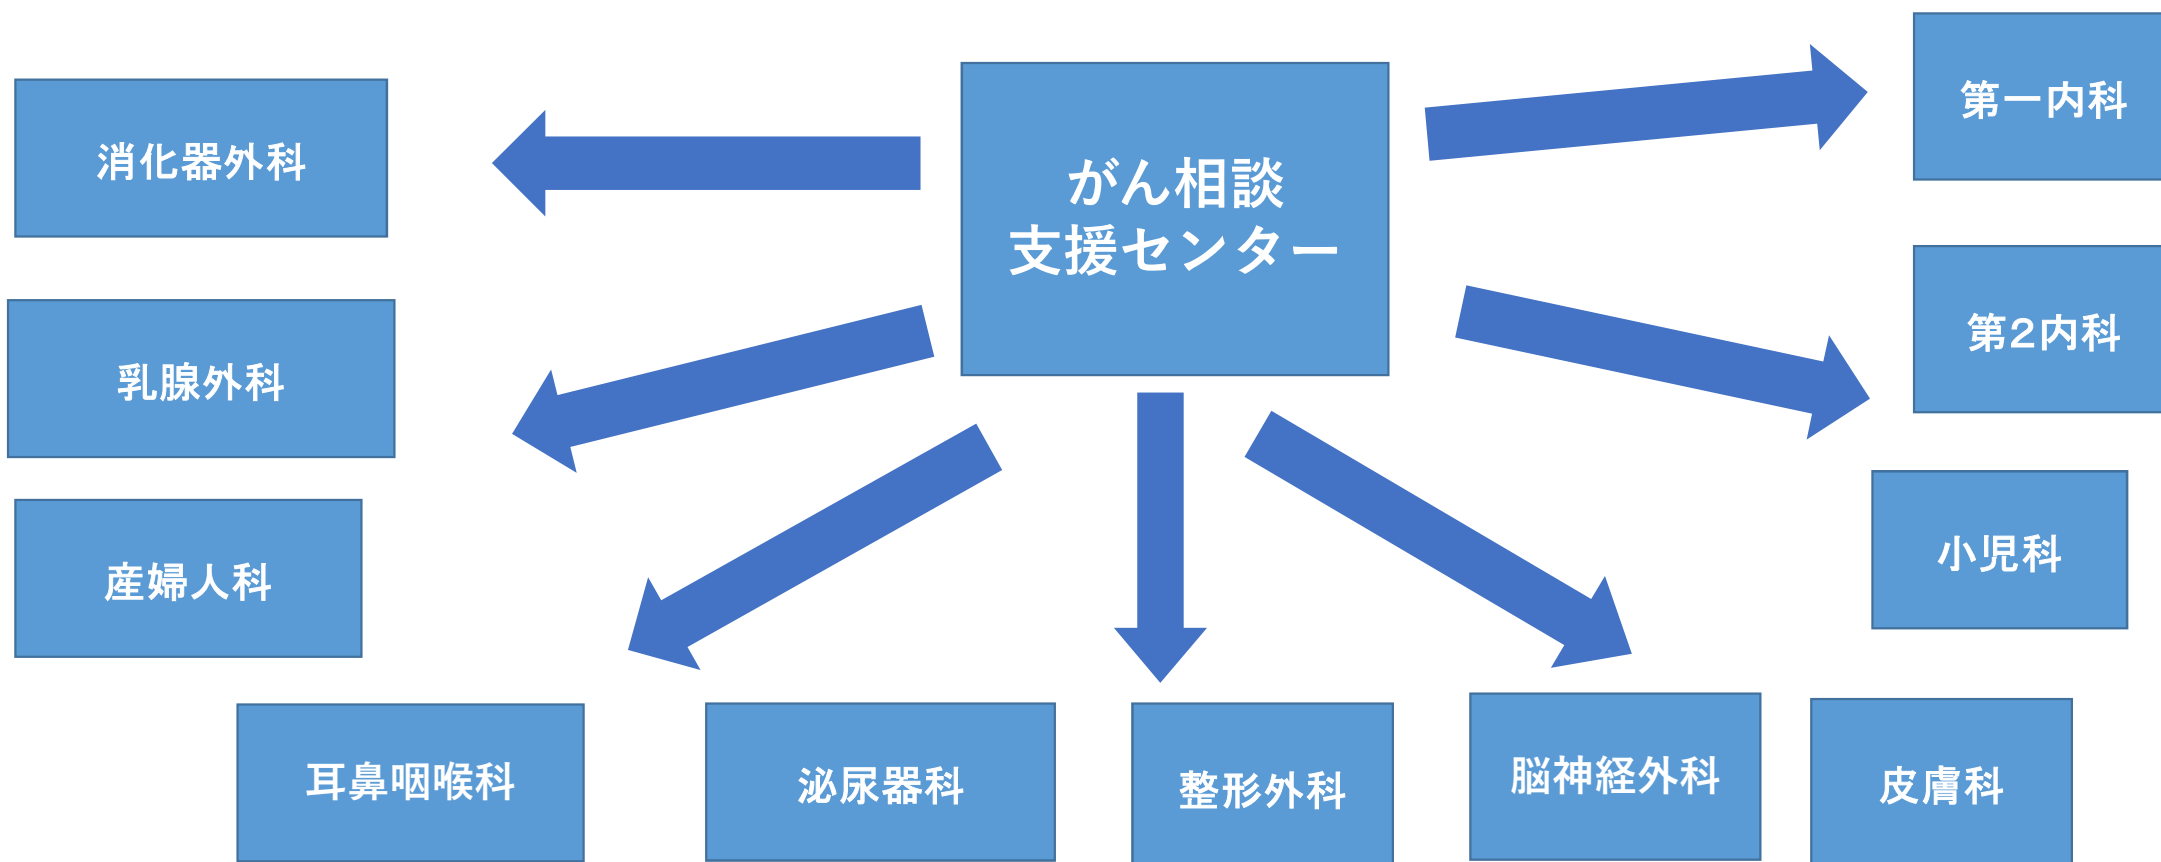 がん相談
支援センター
第一内科
消化器外科
第2内科
乳腺外科
小児科
産婦人科
耳鼻咽喉科
泌尿器科
整形外科
脳神経外科
皮膚科